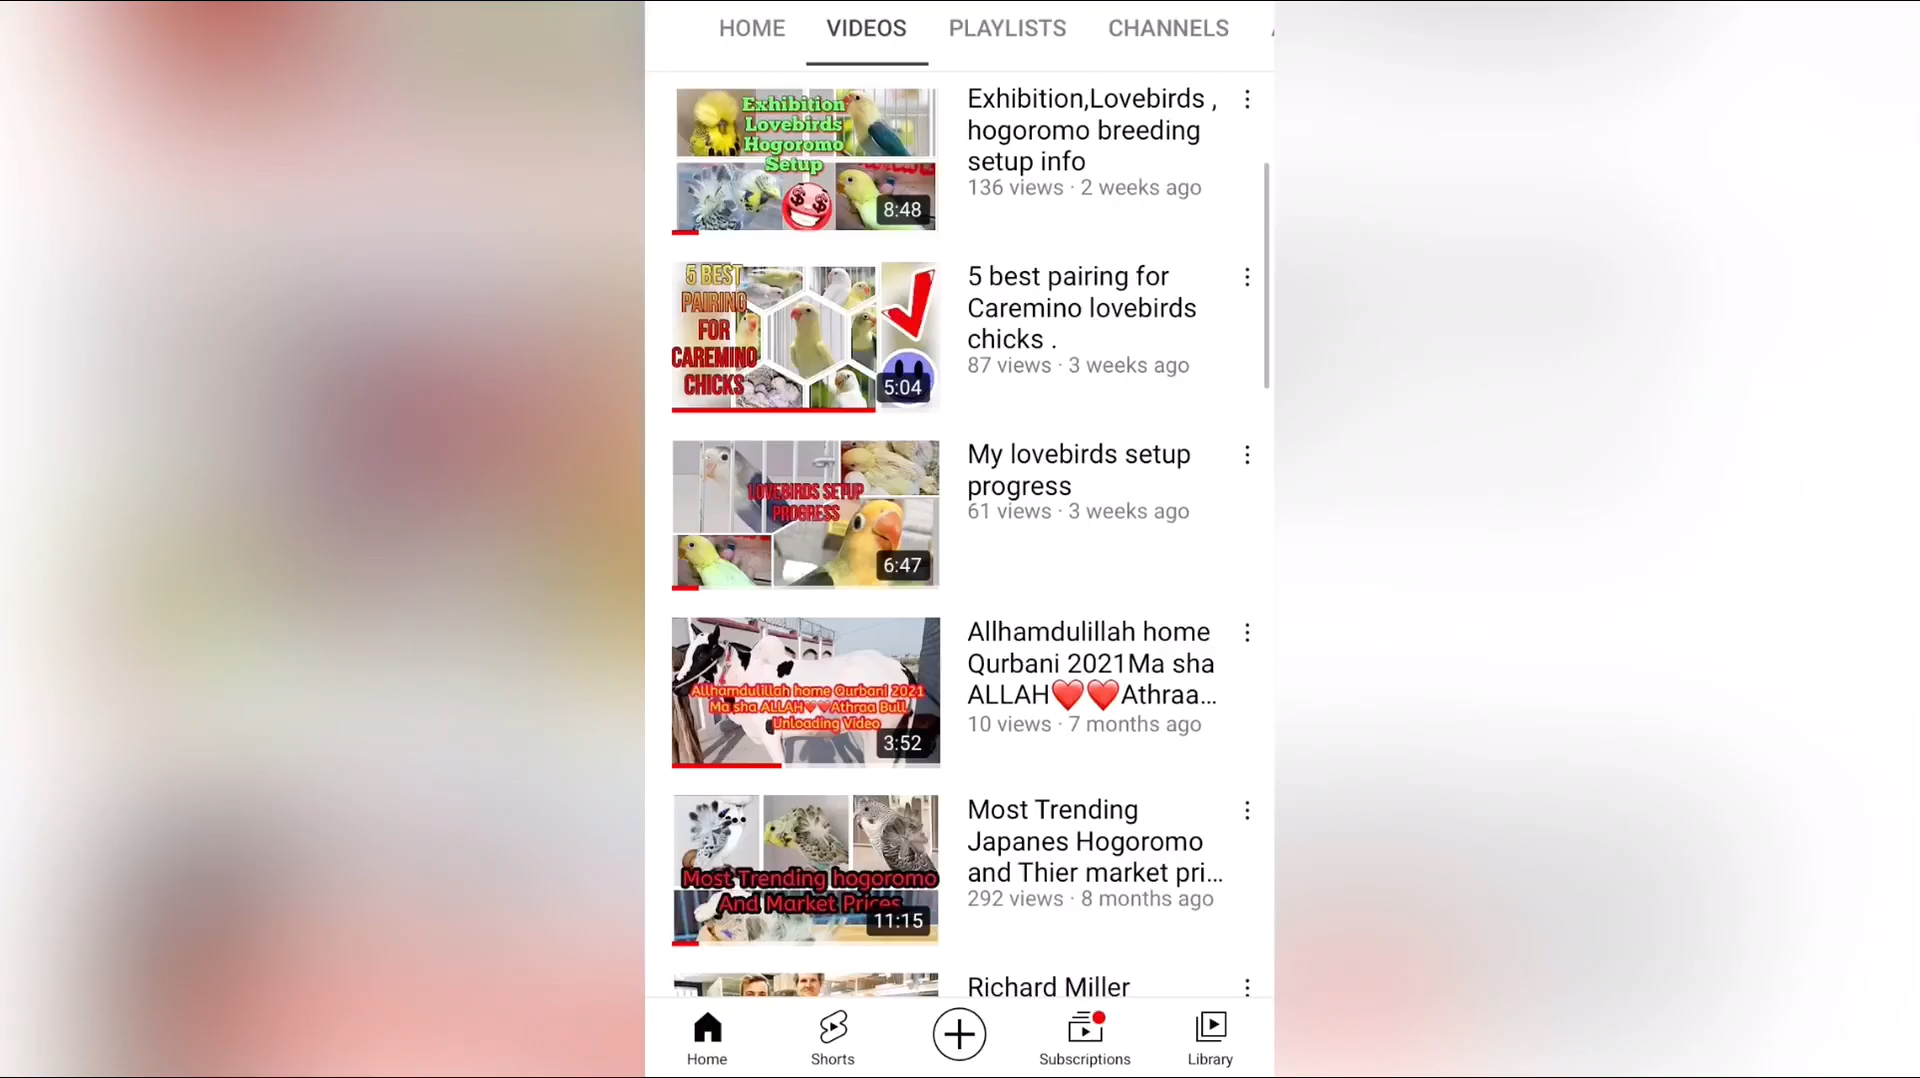 HOME VIDEOS PLAYLISTS CHANNELS
Exhibition
Lovebirds
Hogoromo
Setup
8:48
Exhibition,Lovebirds ,
hogoromo breeding
setup info
136 views · 2 weeks ago
5 BEST
PAIRING
FOR
CAREMINO
CHICKS
5:04
5 best pairing for
Caremino lovebirds
chicks .
87 views · 3 weeks ago
LOVEBIRDS SETUP
PROGRESS
6:47
My lovebirds setup
progress
61 views · 3 weeks ago
Allhamdulillah home Qurbani 2021
Ma sha ALLAH❤️❤️Athraa Bull
Unloading Video
3:52
Allhamdulillah home
Qurbani 2021Ma sha
ALLAH❤️❤️Athraa...
10 views · 7 months ago
Most Trending hogoromo
And Market Prices
11:15
Most Trending
Japanes Hogoromo
and Thier market pri...
292 views · 8 months ago
Richard Miller
Home Shorts Subscriptions Library